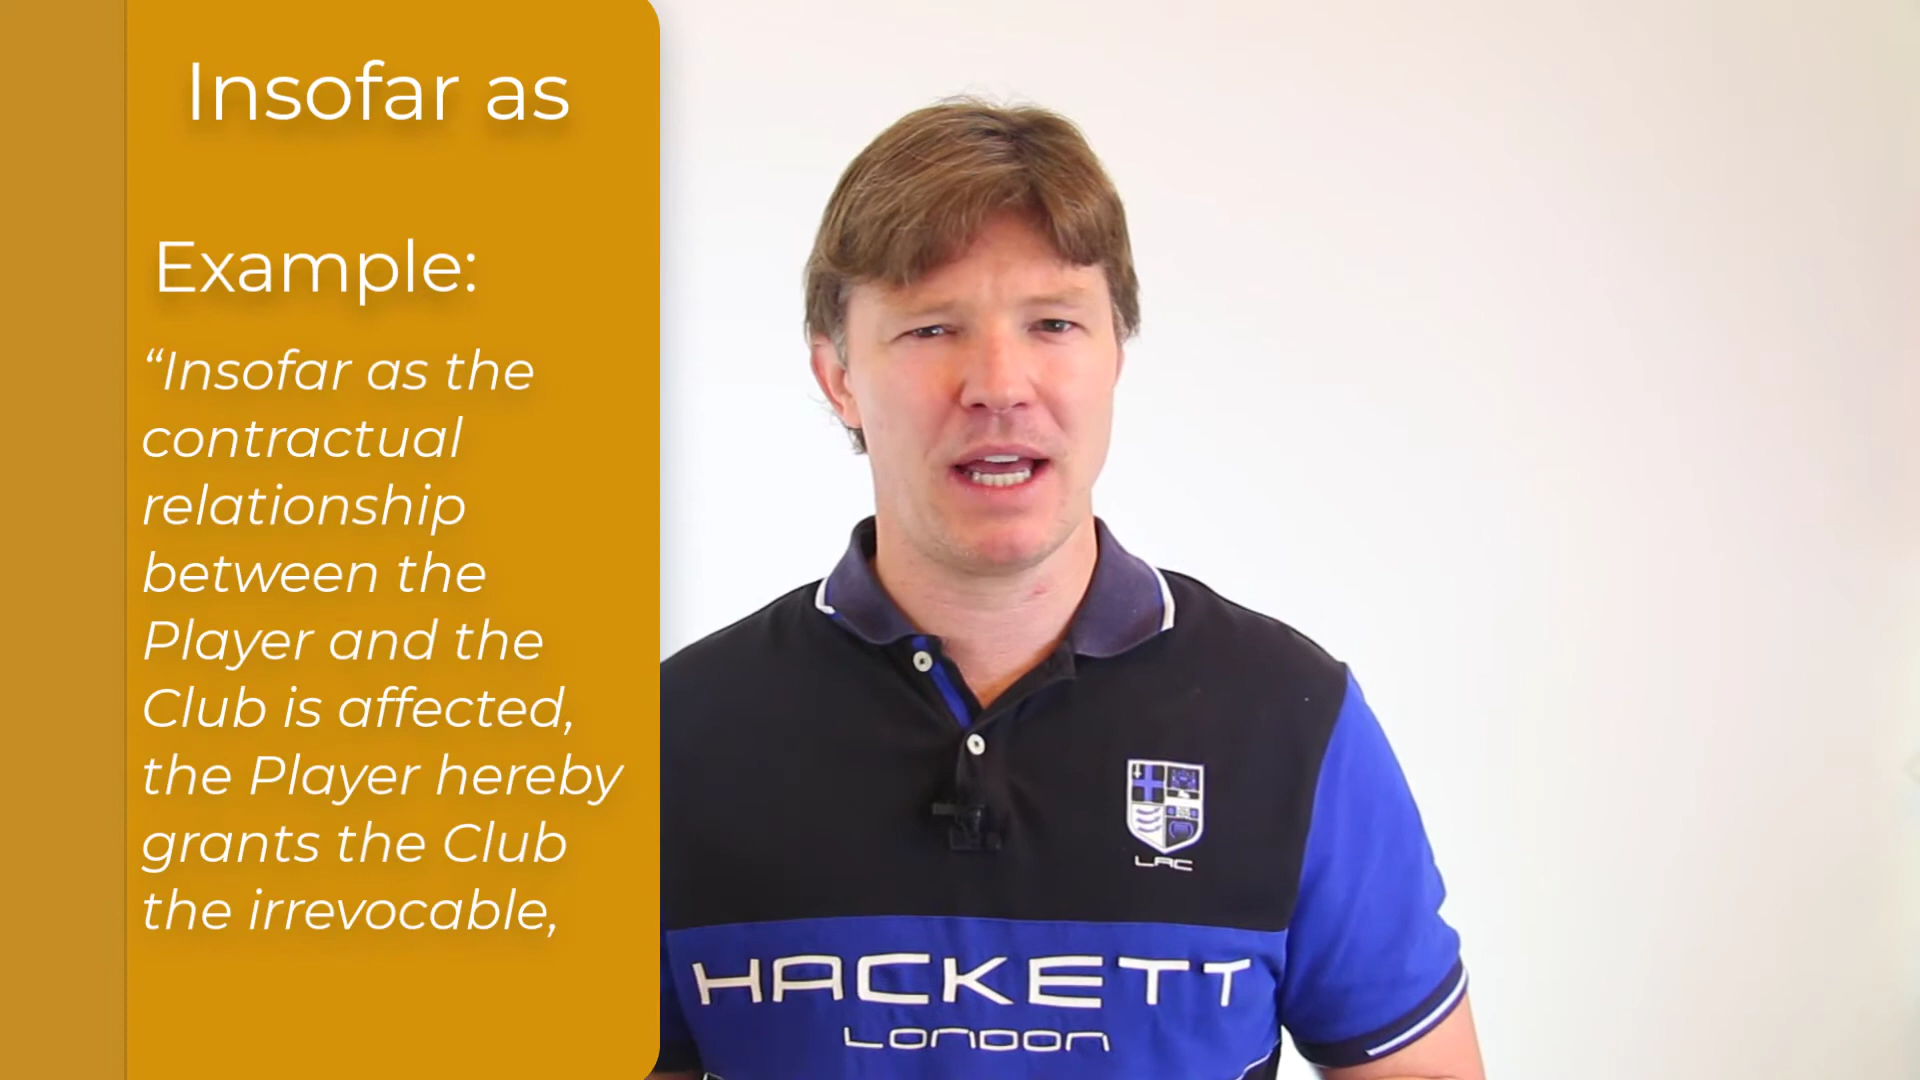 Insofar as
Example:
“Insofar as the
contractual
relationship
between the
Player and the
Club is affected,
the Player hereby
grants the Club
the irrevocable,
LAC
HACKETT
LONDON